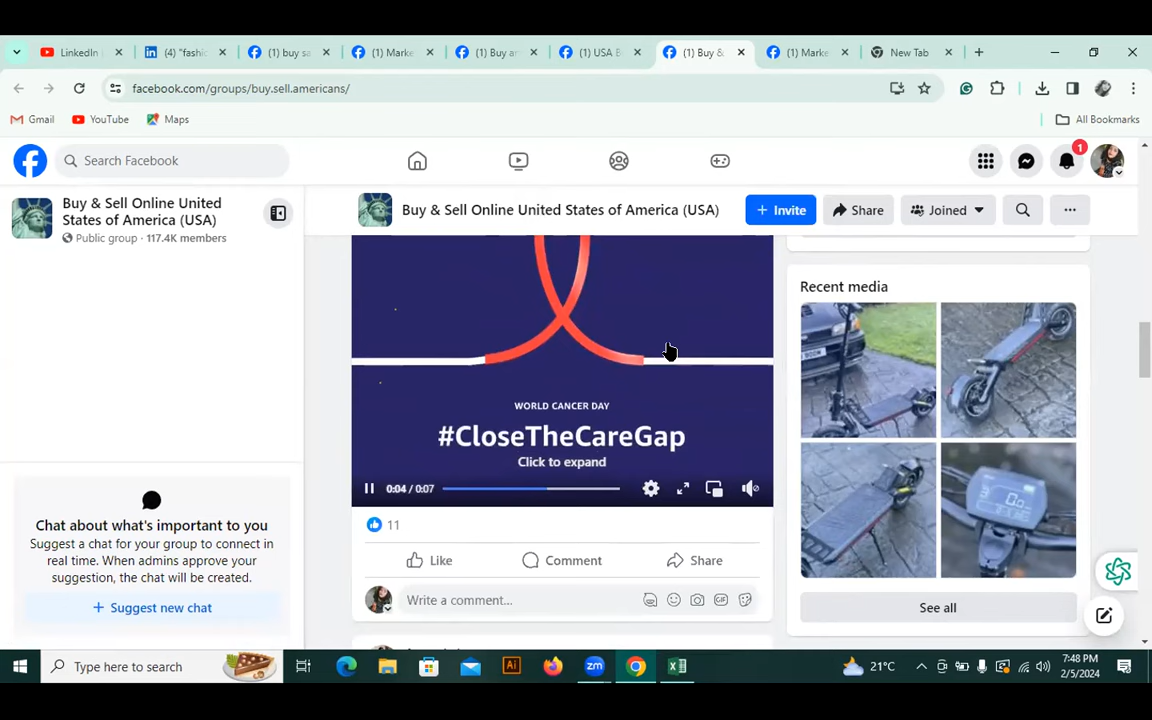 LinkedIn
(4) "fashi
(1) buy sa
(1) Marke
(1) Buy an
(1) USA B
(1) Buy &
(1) Marke
New Tab
facebook.com/groups/buy.sell.americans/
Gmail
YouTube
Maps
All Bookmarks
Search Facebook
1
Buy & Sell Online United
States of America (USA)
Public group · 117.4K members
Buy & Sell Online United States of America (USA)
+ Invite
Share
Joined
Recent media
WORLD CANCER DAY
#CloseTheCareGap
Click to expand
0:04 / 0:07
11
Like
Comment
Share
Write a comment...
GIF
See all
Chat about what's important to you
Suggest a chat for your group to connect in
real time. When admins approve your
suggestion, the chat will be created.
+ Suggest new chat
Type here to search
Ai
zm
21°C
7:48 PM
2/5/2024